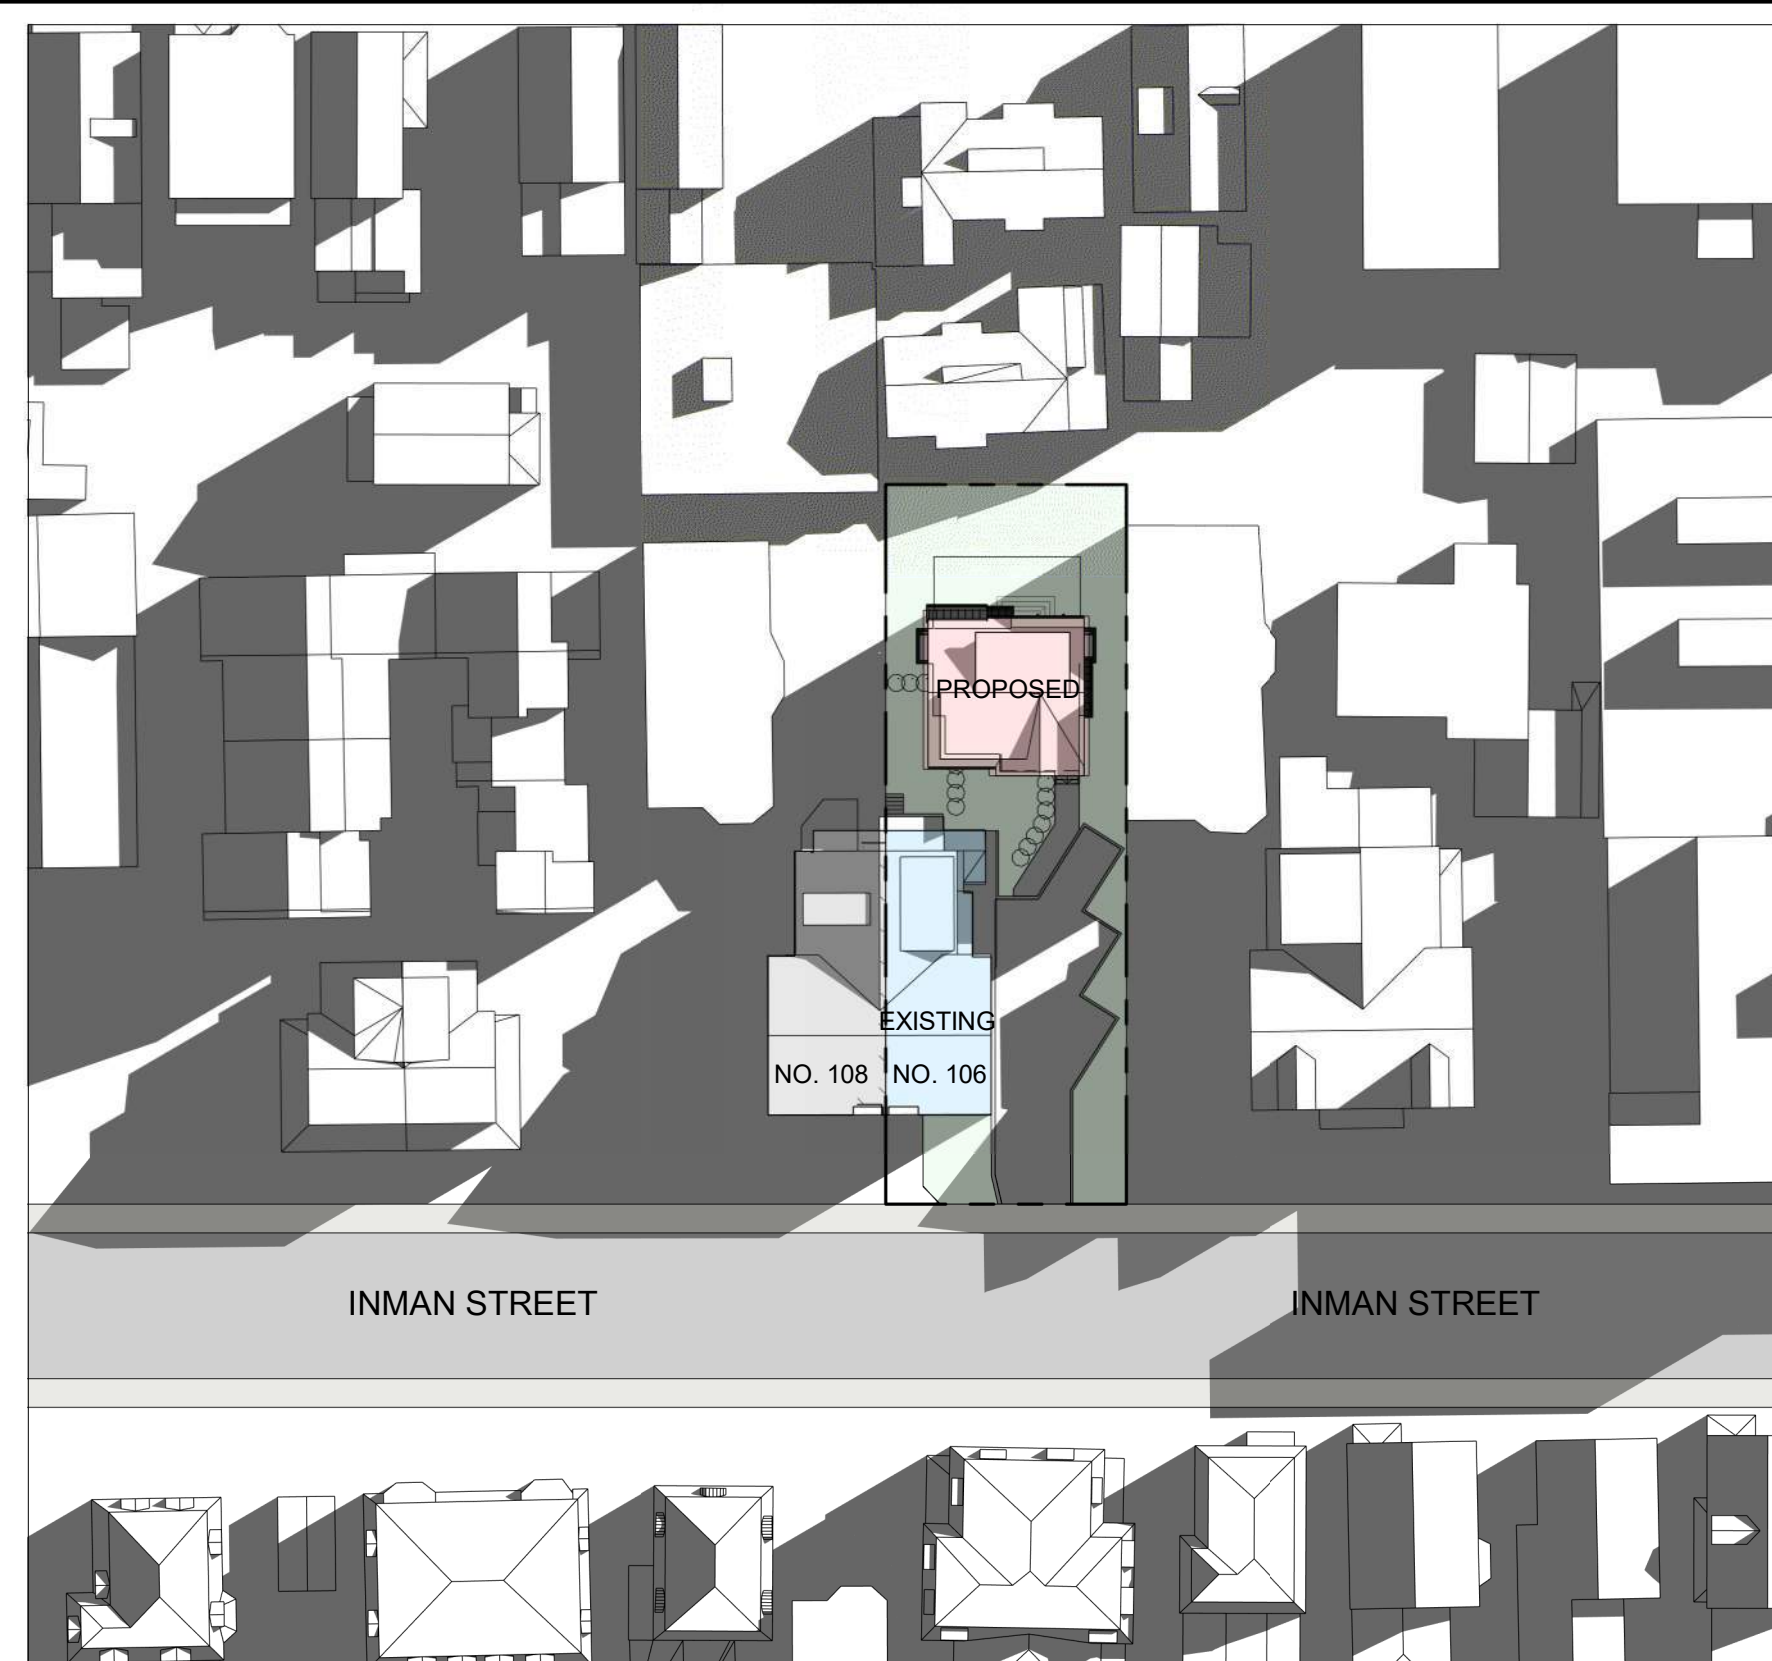 PROPOSED
EXISTING
NO. 108
NO. 106
INMAN STREET
INMAN STREET